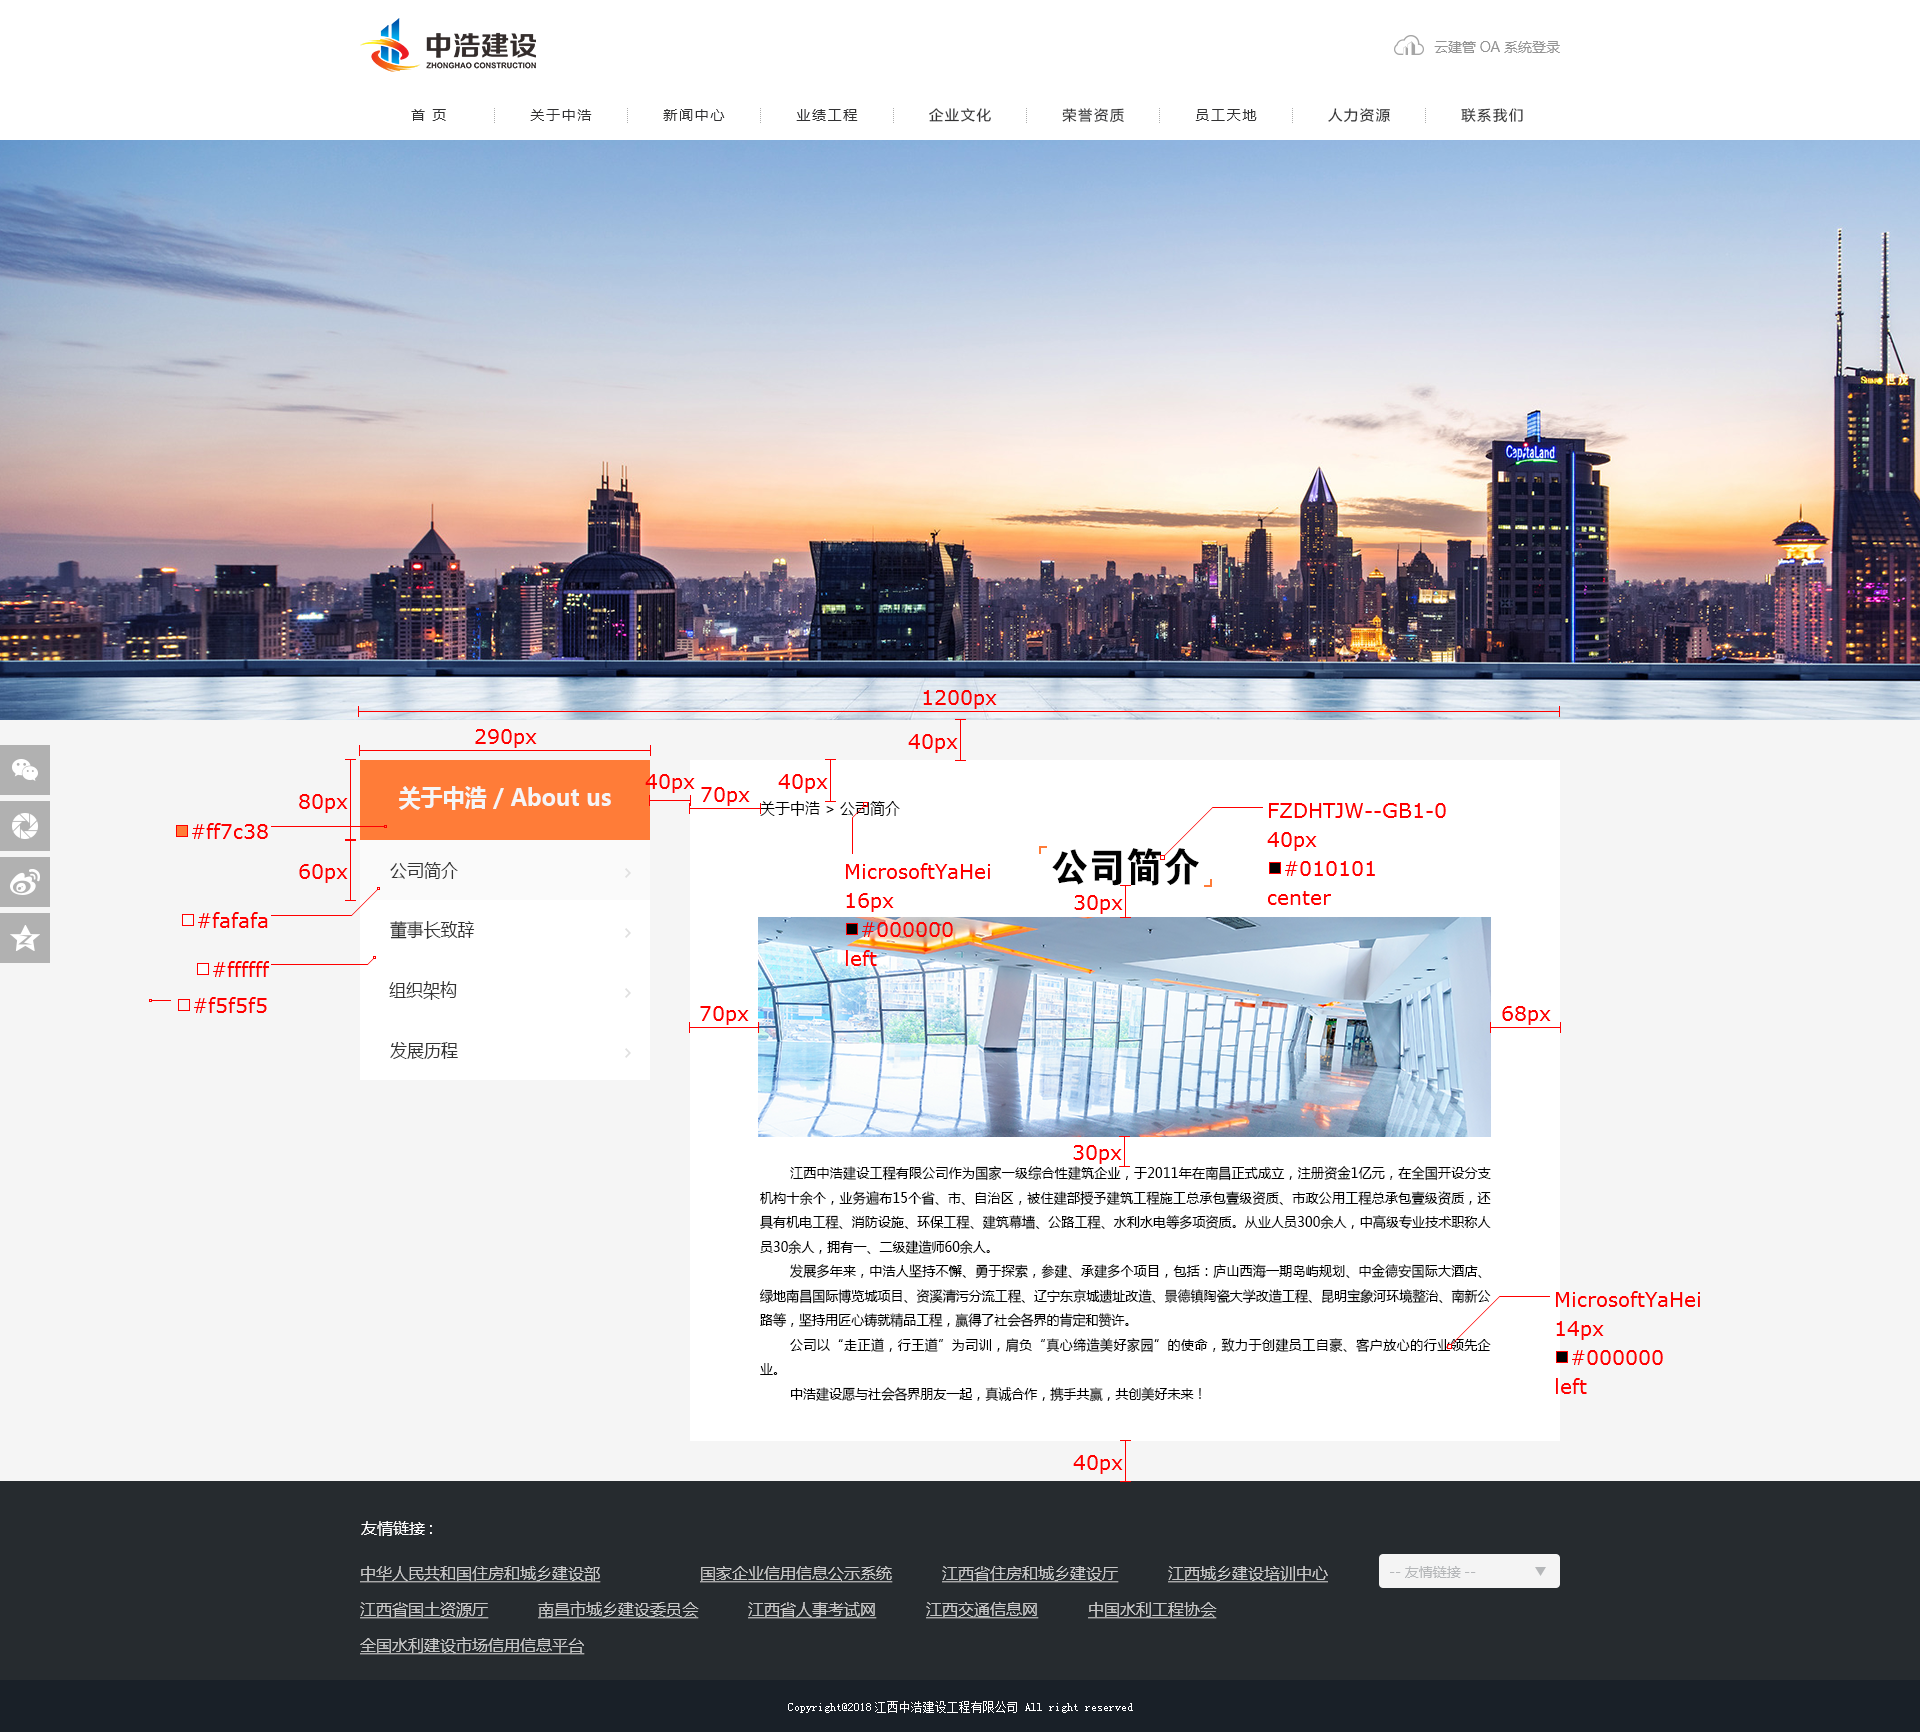 中浩建设
ZHONGHAO CONSTRUCTION
云建管 OA 系统登录
首 页
关于中浩
新闻中心
业绩工程
企业文化
荣誉资质
员工天地
人力资源
联系我们
CapitaLand
世茂
1200px
290px
40px
关于中浩 / About us
80px
#ff7c38
40px
70px
40px
关于中浩 > 公司简介
FZDHTJW--GB1-0
40px
#010101
center
公司简介
60px
公司简介
MicrosoftYaHei
16px
#000000
left
30px
#fafafa
董事长致辞
#ffffff
组织架构
#f5f5f5
发展历程
70px
68px
30px
江西中浩建设工程有限公司作为国家一级综合性建筑企业，于2011年在南昌正式成立，注册资金1亿元，在全国开设分支
机构十余个，业务遍布15个省、市、自治区，被住建部授予建筑工程施工总承包壹级资质、市政公用工程总承包壹级资质，还
具有机电工程、消防设施、环保工程、建筑幕墙、公路工程、水利水电等多项资质。从业人员300余人，中高级专业技术职称人
员30余人，拥有一、二级建造师60余人。
发展多年来，中浩人坚持不懈、勇于探索，参建、承建多个项目，包括：庐山西海一期岛屿规划、中金德安国际大酒店、
绿地南昌国际博览城项目、资溪清污分流工程、辽宁东京城遗址改造、景德镇陶瓷大学改造工程、昆明宝象河环境整治、南新公
路等，坚持用匠心铸就精品工程，赢得了社会各界的肯定和赞许。
公司以“走正道，行王道”为司训，肩负“真心缔造美好家园”的使命，致力于创建员工自豪、客户放心的行业领先企
业。
中浩建设愿与社会各界朋友一起，真诚合作，携手共赢，共创美好未来！
MicrosoftYaHei
14px
#000000
left
40px
友情链接：
中华人民共和国住房和城乡建设部
国家企业信用信息公示系统
江西省住房和城乡建设厅
江西城乡建设培训中心
-- 友情链接 --
江西省国土资源厅
南昌市城乡建设委员会
江西省人事考试网
江西交通信息网
中国水利工程协会
全国水利建设市场信用信息平台
Copyright@2018 江西中浩建设工程有限公司 All right reserved